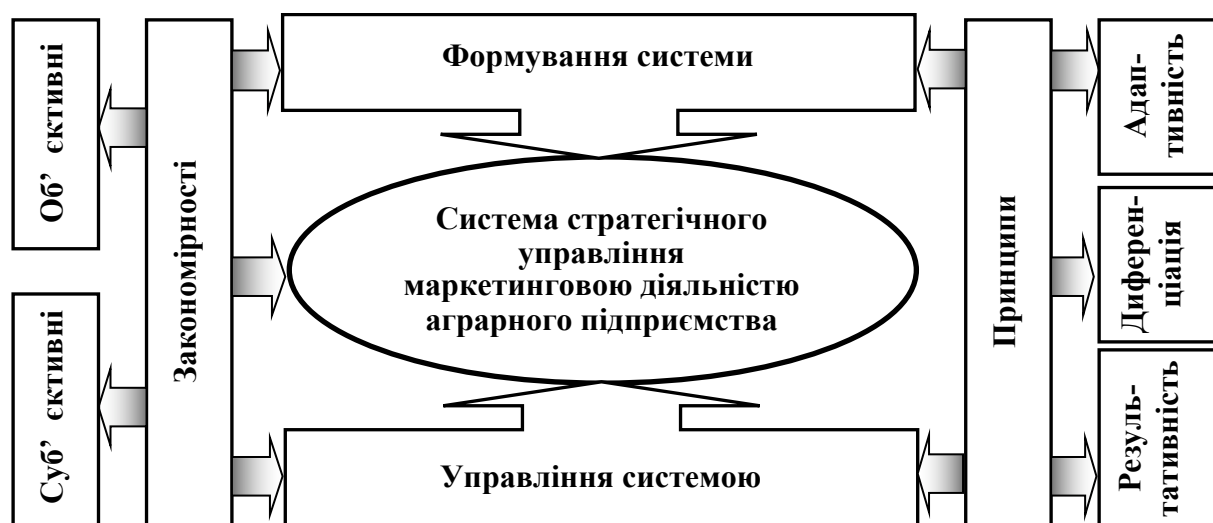 Об’ єктивні
Суб’ єктивні
Закономірності
Формування системи
Система стратегічного
управління
маркетинговою діяльністю
аграрного підприємства
Управління системою
Принципи
Адап-
тивність
Диферен-
ціація
Резуль-
тативність